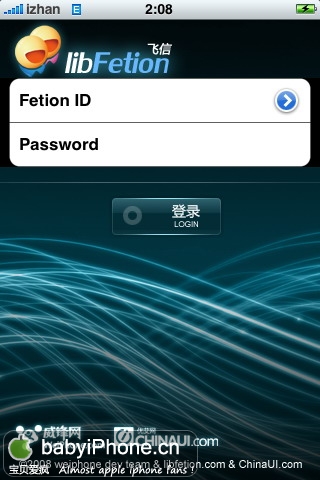 izhan E 2:08
飞信
libFetion
Fetion ID
Password
登录
LOGIN
威锋网 CHINAUI.com
babyiPhone.cn
©2008 weiphone dev team & libfetion.com & ChinaUI.com
宝贝爱疯 Almost apple iphone fans !